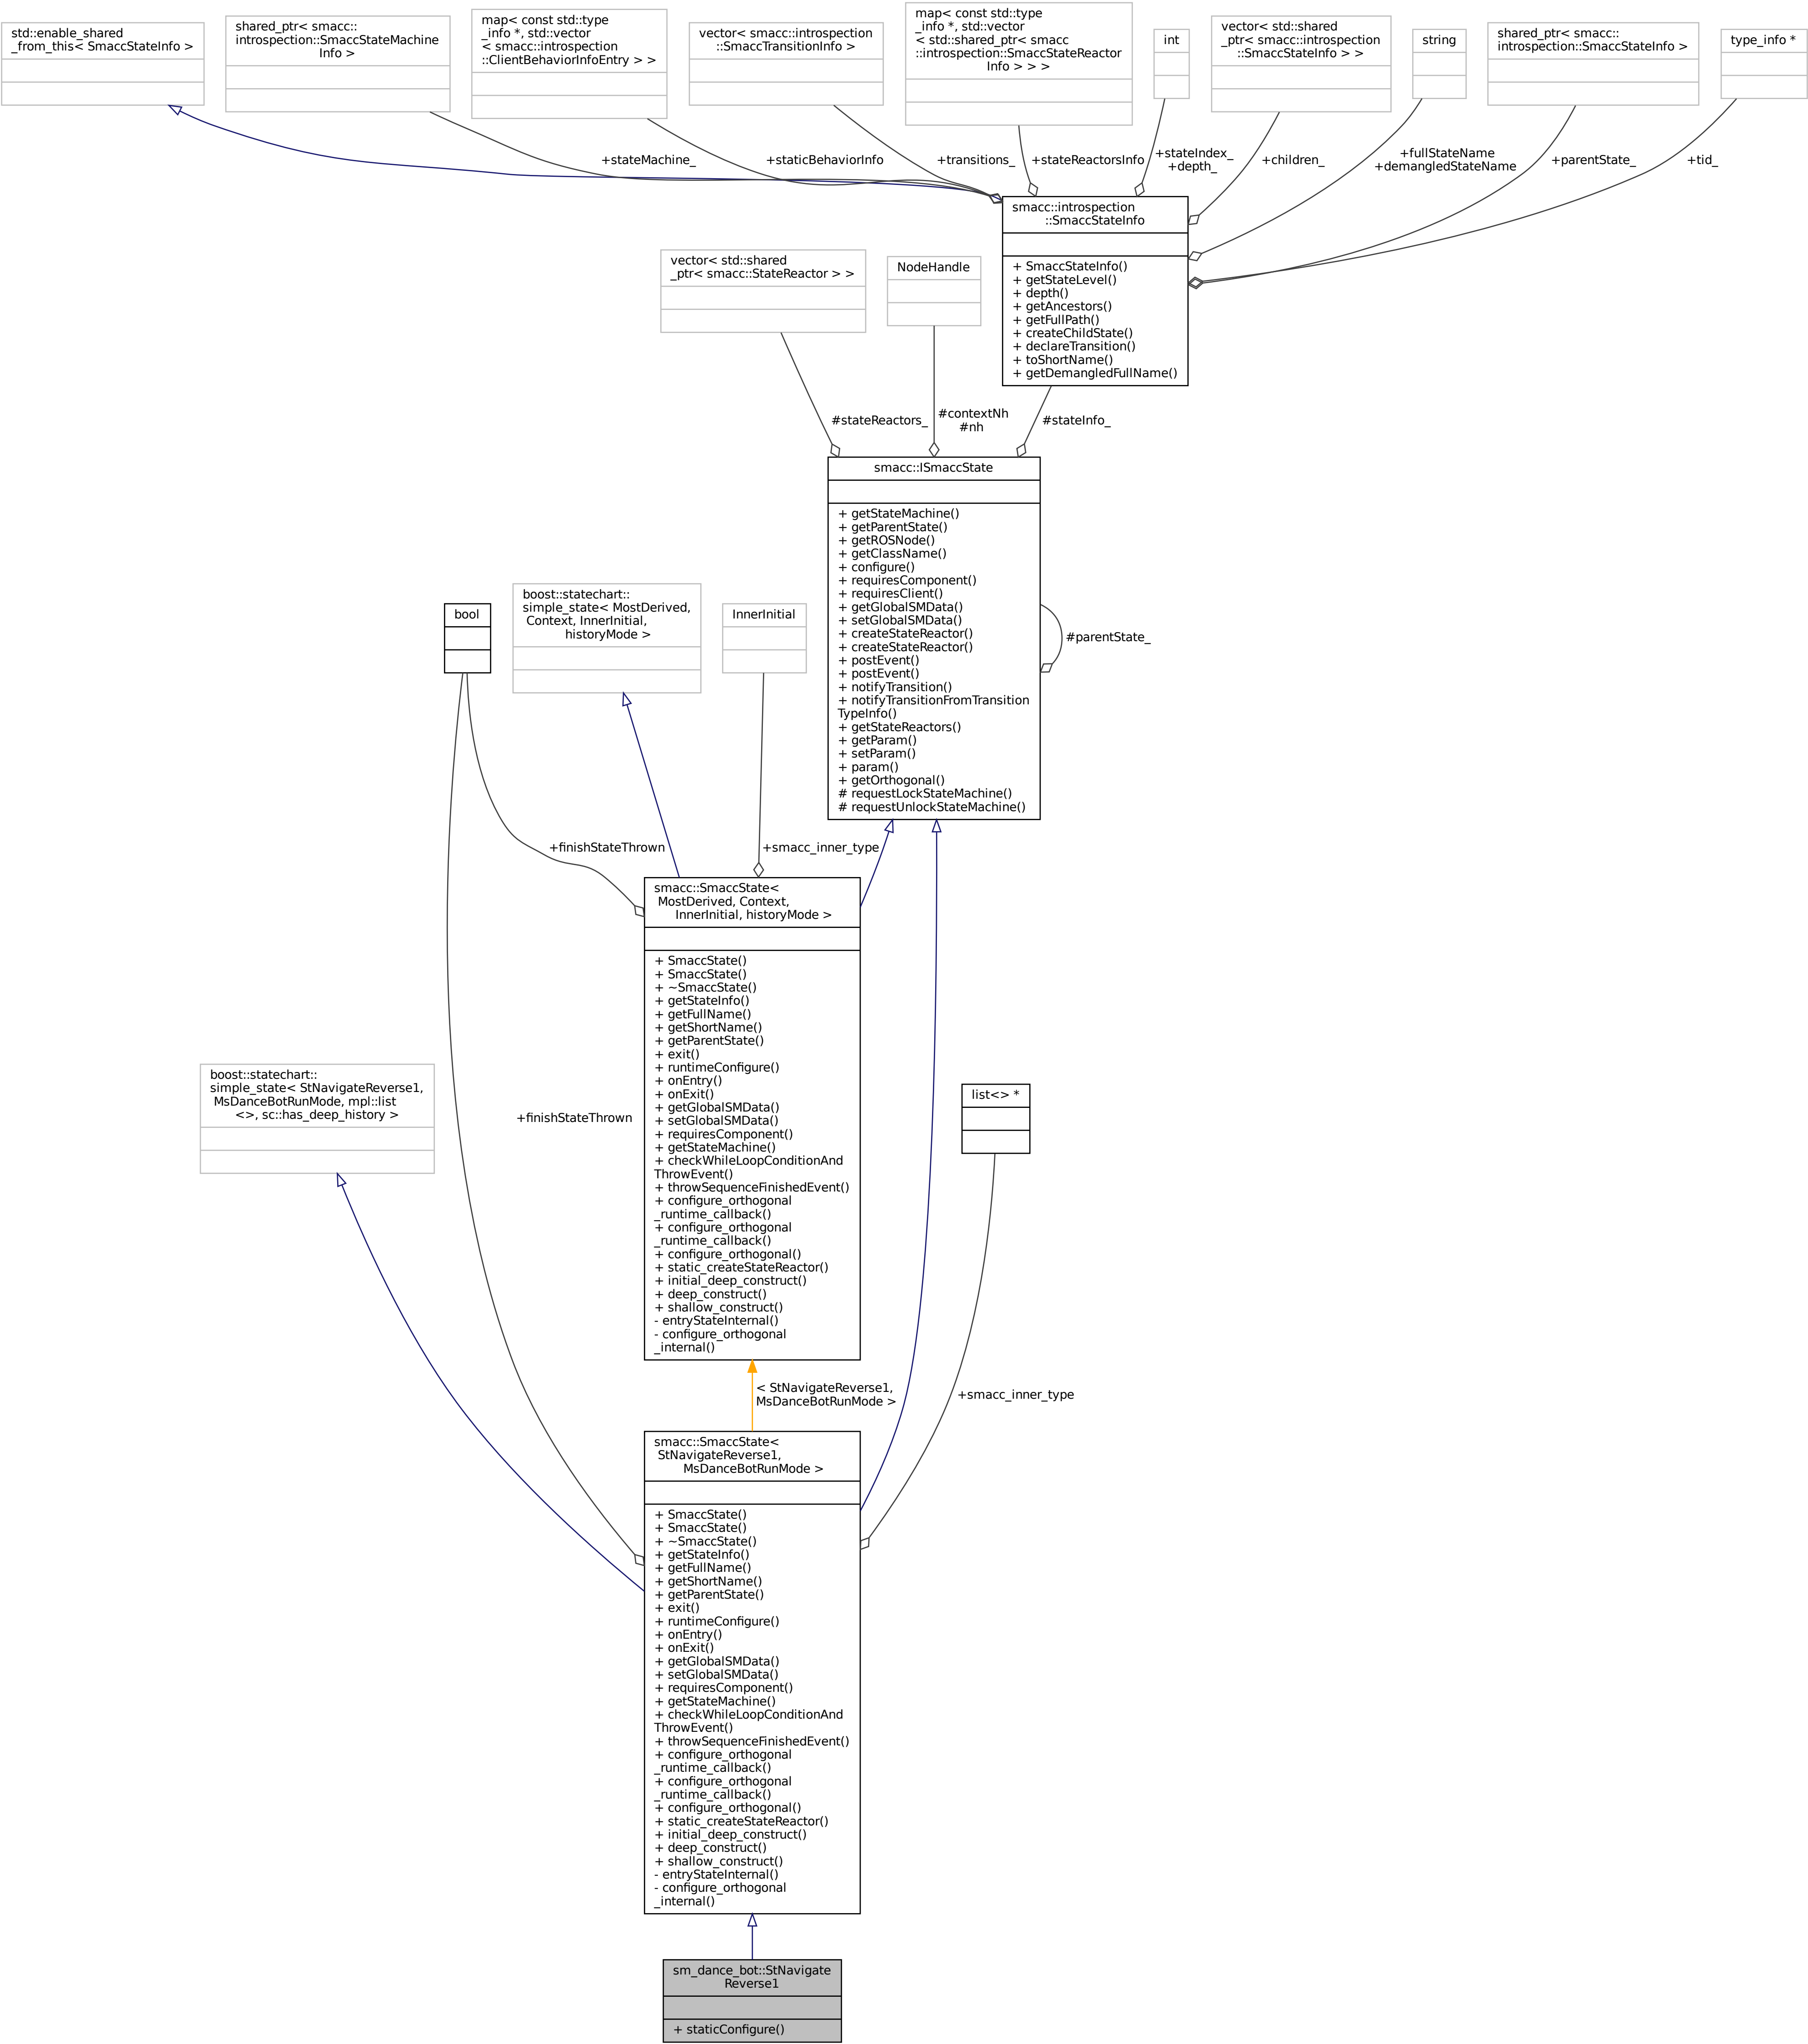 std::enable_shared
_from_this< SmaccStateInfo >
shared_ptr< smacc::
introspection::SmaccStateMachine
Info >
map< const std::type
_info *, std::vector
< smacc::introspection
::ClientBehaviorInfoEntry > >
vector< smacc::introspection
::SmaccTransitionInfo >
map< const std::type
_info *, std::vector
< std::shared_ptr< smacc
::introspection::SmaccStateReactor
Info > > >
int
vector< std::shared
_ptr< smacc::introspection
::SmaccStateInfo > >
string
shared_ptr< smacc::
introspection::SmaccStateInfo >
type_info *
+stateMachine_
+staticBehaviorInfo
+transitions_
+stateReactorsInfo
+stateIndex_
+depth_
+children_
+fullStateName
+demangledStateName
+parentState_
+tid_
smacc::introspection
::SmaccStateInfo
+ SmaccStateInfo()
+ getStateLevel()
+ depth()
+ getAncestors()
+ getFullPath()
+ createChildState()
+ declareTransition()
+ toShortName()
+ getDemangledFullName()
vector< std::shared
_ptr< smacc::StateReactor > >
NodeHandle
#stateReactors_
#contextNh
#nh
#stateInfo_
smacc::ISmaccState
+ getStateMachine()
+ getParentState()
+ getROSNode()
+ getClassName()
+ configure()
+ requiresComponent()
+ requiresClient()
+ getGlobalSMData()
+ setGlobalSMData()
+ createStateReactor()
+ createStateReactor()
+ postEvent()
+ postEvent()
+ notifyTransition()
+ notifyTransitionFromTransition
TypeInfo()
+ getStateReactors()
+ getParam()
+ setParam()
+ param()
+ getOrthogonal()
# requestLockStateMachine()
# requestUnlockStateMachine()
#parentState_
bool
boost::statechart::
simple_state< MostDerived,
Context, InnerInitial,
historyMode >
InnerInitial
+finishStateThrown
+smacc_inner_type
smacc::SmaccState<
MostDerived, Context,
InnerInitial, historyMode >
+ SmaccState()
+ SmaccState()
+ ~SmaccState()
+ getStateInfo()
+ getFullName()
+ getShortName()
+ getParentState()
+ exit()
+ runtimeConfigure()
+ onEntry()
+ onExit()
+ getGlobalSMData()
+ setGlobalSMData()
+ requiresComponent()
+ getStateMachine()
+ checkWhileLoopConditionAnd
ThrowEvent()
+ throwSequenceFinishedEvent()
+ configure_orthogonal
_runtime_callback()
+ configure_orthogonal
_runtime_callback()
+ configure_orthogonal()
+ static_createStateReactor()
+ initial_deep_construct()
+ deep_construct()
+ shallow_construct()
- entryStateInternal()
- configure_orthogonal
_internal()
boost::statechart::
simple_state< StNavigateReverse1,
MsDanceBotRunMode, mpl::list
<>, sc::has_deep_history >
+finishStateThrown
list<> *
< StNavigateReverse1,
MsDanceBotRunMode >
+smacc_inner_type
smacc::SmaccState<
StNavigateReverse1,
MsDanceBotRunMode >
+ SmaccState()
+ SmaccState()
+ ~SmaccState()
+ getStateInfo()
+ getFullName()
+ getShortName()
+ getParentState()
+ exit()
+ runtimeConfigure()
+ onEntry()
+ onExit()
+ getGlobalSMData()
+ setGlobalSMData()
+ requiresComponent()
+ getStateMachine()
+ checkWhileLoopConditionAnd
ThrowEvent()
+ throwSequenceFinishedEvent()
+ configure_orthogonal
_runtime_callback()
+ configure_orthogonal
_runtime_callback()
+ configure_orthogonal()
+ static_createStateReactor()
+ initial_deep_construct()
+ deep_construct()
+ shallow_construct()
- entryStateInternal()
- configure_orthogonal
_internal()
sm_dance_bot::StNavigate
Reverse1
+ staticConfigure()